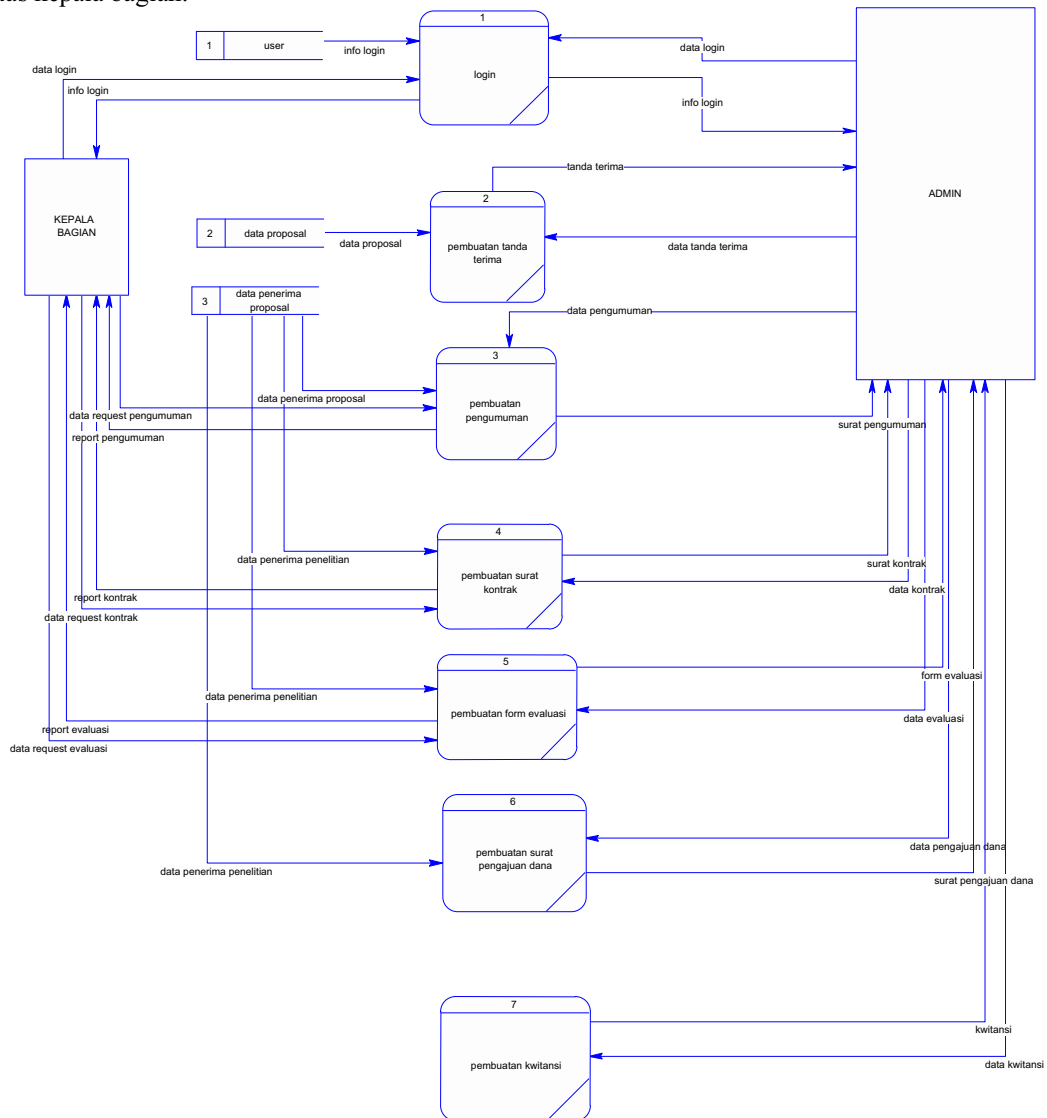 tas kepala bagian.
1
1 user
info login
data login
data login
info login
login
info login
KEPALA
BAGIAN
ADMIN
tanda terima
2
2 data proposal
data proposal
pembuatan tanda
terima
data tanda terima
3
data penerima
proposal
data pengumuman
3
data penerima proposal
pembuatan
pengumuman
data request pengumuman
report pengumuman
surat pengumuman
4
data penerima penelitian
pembuatan surat
kontrak
surat kontrak
data kontrak
report kontrak
data request kontrak
5
form evaluasi
data penerima penelitian
pembuatan form evaluasi
data evaluasi
report evaluasi
data request evaluasi
6
pembuatan surat
pengajuan dana
data pengajuan dana
data penerima penelitian
surat pengajuan dana
7
kwitansi
pembuatan kwitansi
data kwitansi